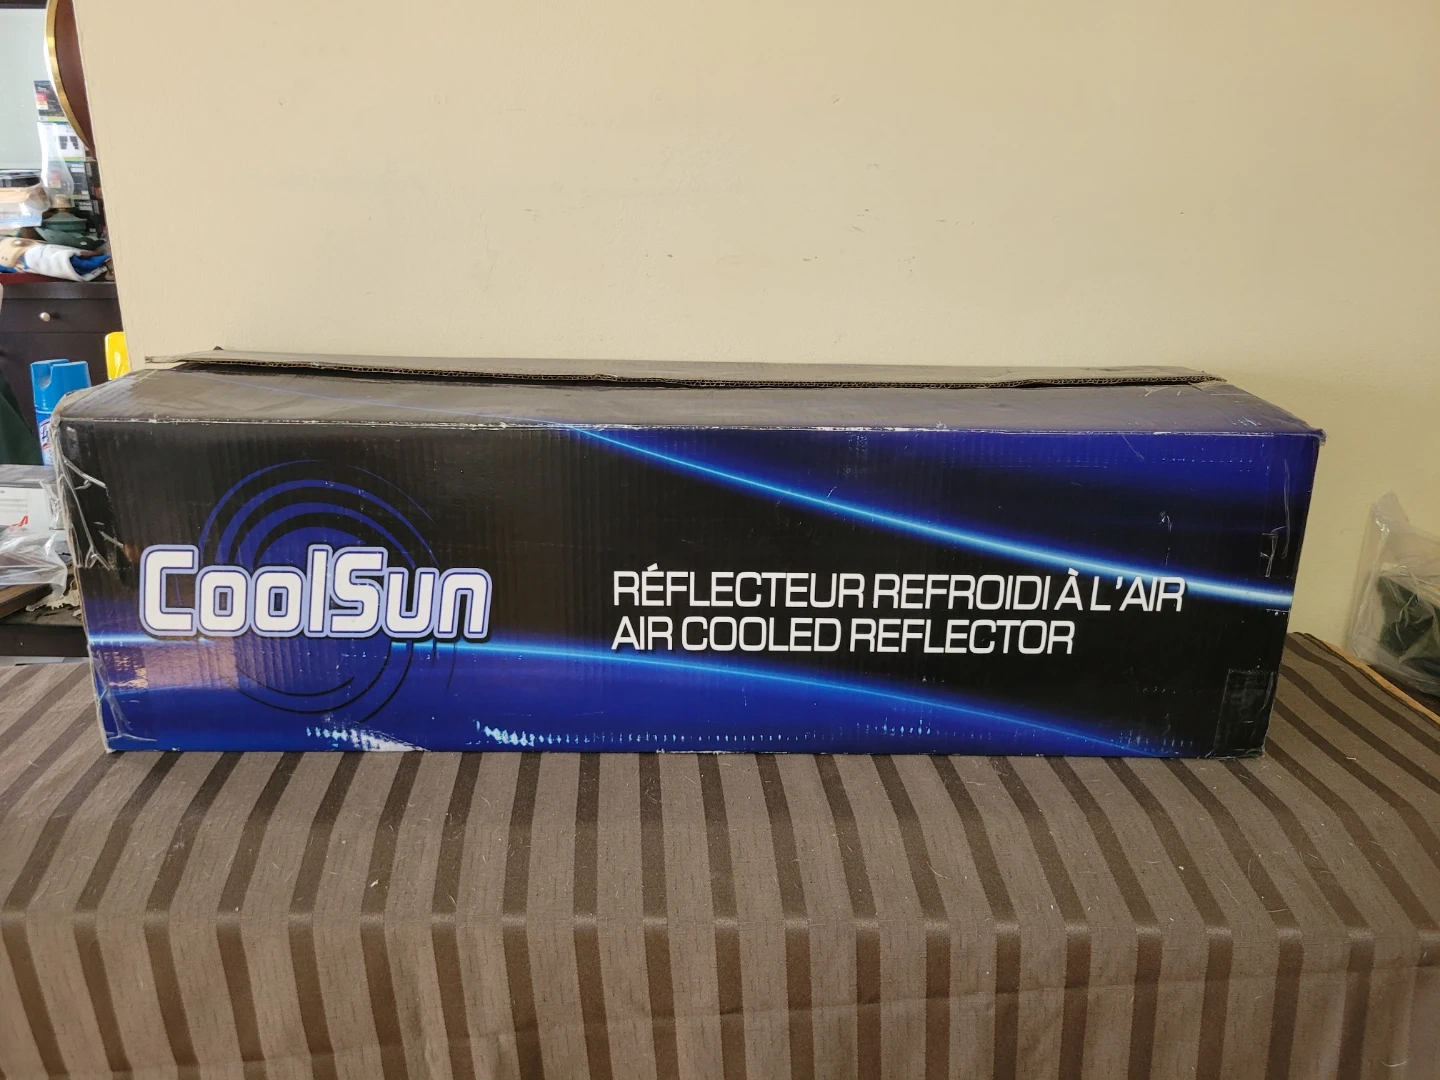 CoolSun
RÉFLECTEUR REFROIDI À L'AIR
AIR COOLED REFLECTOR